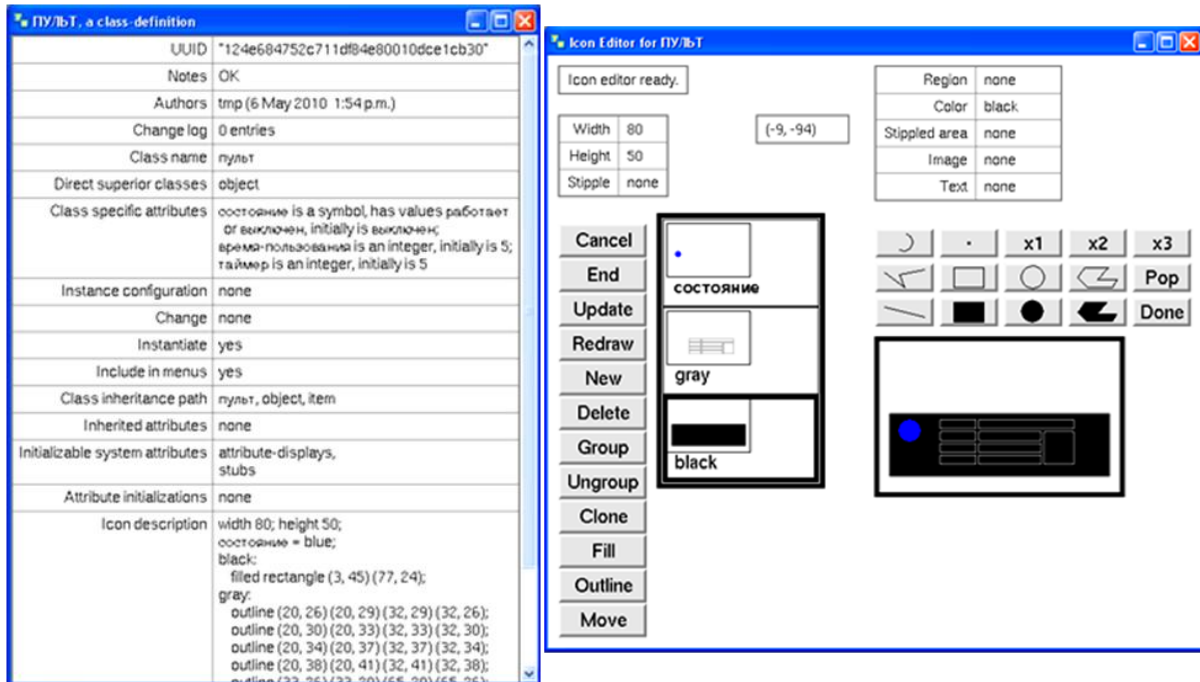 ПУЛЬТ, a class-definition
UUID "124e684752c711df84e80010dce1cb30"
Notes OK
Authors tmp (6 May 2010 1:54 p.m.)
Change log 0 entries
Class name пульт
Direct superior classes object
Class specific attributes состояние is a symbol, has values работает
or выключен, initially is выключен;
время-пользования is an integer, initially is 5;
таймер is an integer, initially is 5
Instance configuration none
Change none
Instantiate yes
Include in menus yes
Class inheritance path пульт, object, item
Inherited attributes none
Initializable system attributes attribute-displays,
stubs
Attribute initializations none
Icon description width 80; height 50;
состояние = blue;
black:
filled rectangle (3, 45) (77, 24);
gray:
outline (20, 26) (20, 29) (32, 29) (32, 26);
outline (20, 30) (20, 33) (32, 33) (32, 30);
outline (20, 34) (20, 37) (32, 37) (32, 34);
outline (20, 38) (20, 41) (32, 41) (32, 38);
Icon Editor for ПУЛЬТ
Icon editor ready.
Width 80
Height 50
Stipple none
(-9, -94)
Region none
Color black
Stippled area none
Image none
Text none
Cancel
End
Update
Redraw
New
Delete
Group
Ungroup
Clone
Fill
Outline
Move
состояние
gray
black
x1 x2 x3
Pop
Done